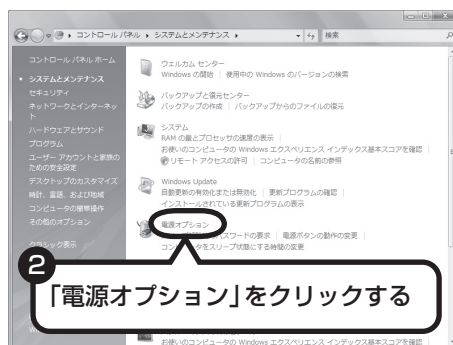 コントロール パネル ▸ システムとメンテナンス ▸
検索
コントロール パネル ホーム
システムとメンテナンス
セキュリティ
ネットワークとインターネッ
ト
ハードウェアとサウンド
プログラム
ユーザー アカウントと家族の
ための安全設定
デスクトップのカスタマイズ
時計、言語、および地域
コンピュータの簡単操作
その他のオプション
クラシック表示
ウェルカム センター
Windows の開始 | 使用中の Windows のバージョンの検索
バックアップと復元センター
バックアップの作成 | バックアップからのファイルの復元
システム
RAM の量とプロセッサの速度の表示 |
お使いのコンピュータの Windows エクスペリエンス インデックス基本スコアを確認 |
リモート アクセスの許可 | コンピュータの名前の参照
Windows Update
自動更新の有効化または無効化 | 更新プログラムの確認 |
インストールされている更新プログラムの表示
電源オプション
パスワードの要求 | 電源ボタンの動作の変更 |
コンピュータをスリープ状態にする時間の変更
2
「電源オプション」をクリックする
お使いのコンピュータの Windows エクスペリエンス インデックス基本スコアを確認 |